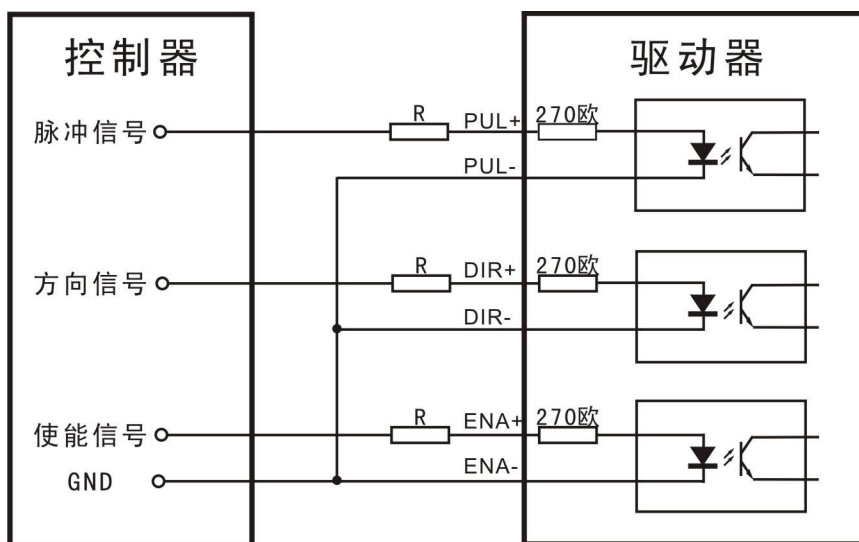 控制器
驱动器
脉冲信号
R
PUL+
270欧
PUL-
方向信号
R
DIR+
270欧
DIR-
使能信号
R
ENA+
270欧
GND
ENA-